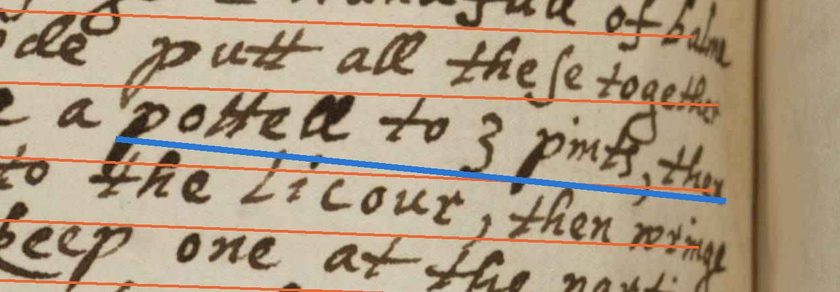 handfull of balme
de putt all these together
a pottell to 3 pints, then
to the Licour, then wringe
keep one at the